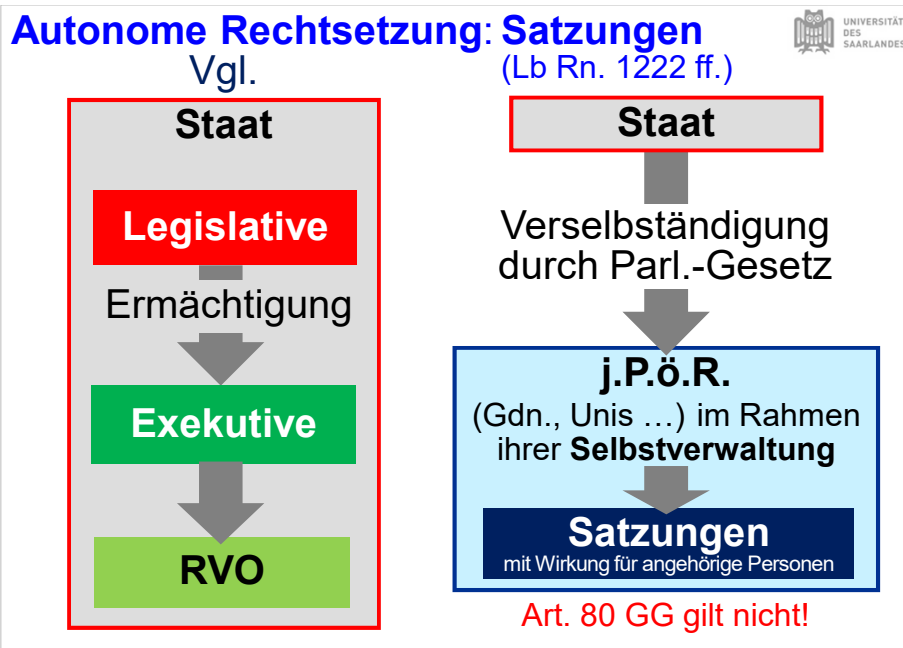 Autonome Rechtsetzung: Satzungen
UNIVERSITÄT
DES
SAARLANDES
Vgl.
(Lb Rn. 1222 ff.)
Staat
Legislative
Ermächtigung
Exekutive
RVO
Staat
Verselbständigung
durch Parl.-Gesetz
j.P.ö.R.
(Gdn., Unis …) im Rahmen
ihrer Selbstverwaltung
Satzungen
mit Wirkung für angehörige Personen
Art. 80 GG gilt nicht!